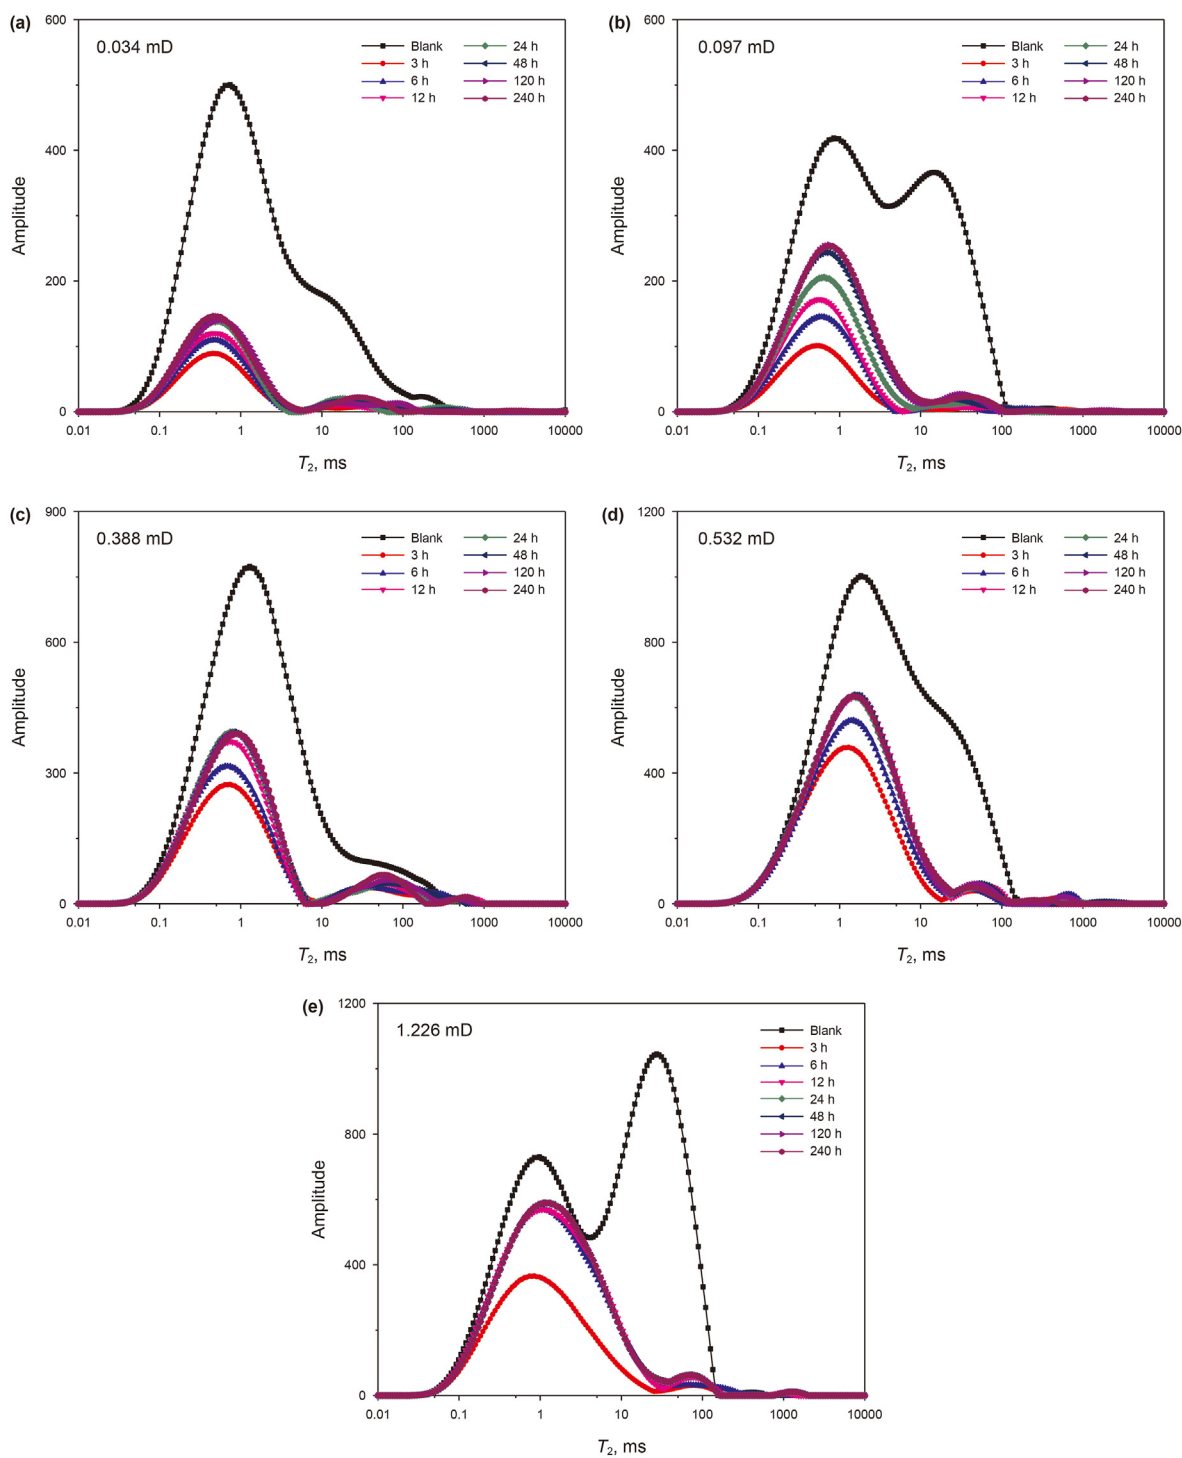 (a)
0.034 mD
Blank
3 h
6 h
12 h
24 h
48 h
120 h
240 h
600
400
200
0
Amplitude
0.01 0.1 1 10 100 1000 10000
T2, ms
(b)
0.097 mD
Blank
3 h
6 h
12 h
24 h
48 h
120 h
240 h
600
400
200
0
Amplitude
0.01 0.1 1 10 100 1000 10000
T2, ms
(c)
0.388 mD
Blank
3 h
6 h
12 h
24 h
48 h
120 h
240 h
900
600
300
0
Amplitude
0.01 0.1 1 10 100 1000 10000
T2, ms
(d)
0.532 mD
Blank
3 h
6 h
12 h
24 h
48 h
120 h
240 h
1200
800
400
0
Amplitude
0.01 0.1 1 10 100 1000 10000
T2, ms
(e)
1.226 mD
Blank
3 h
6 h
12 h
24 h
48 h
120 h
240 h
1200
800
400
0
Amplitude
0.01 0.1 1 10 100 1000 10000
T2, ms